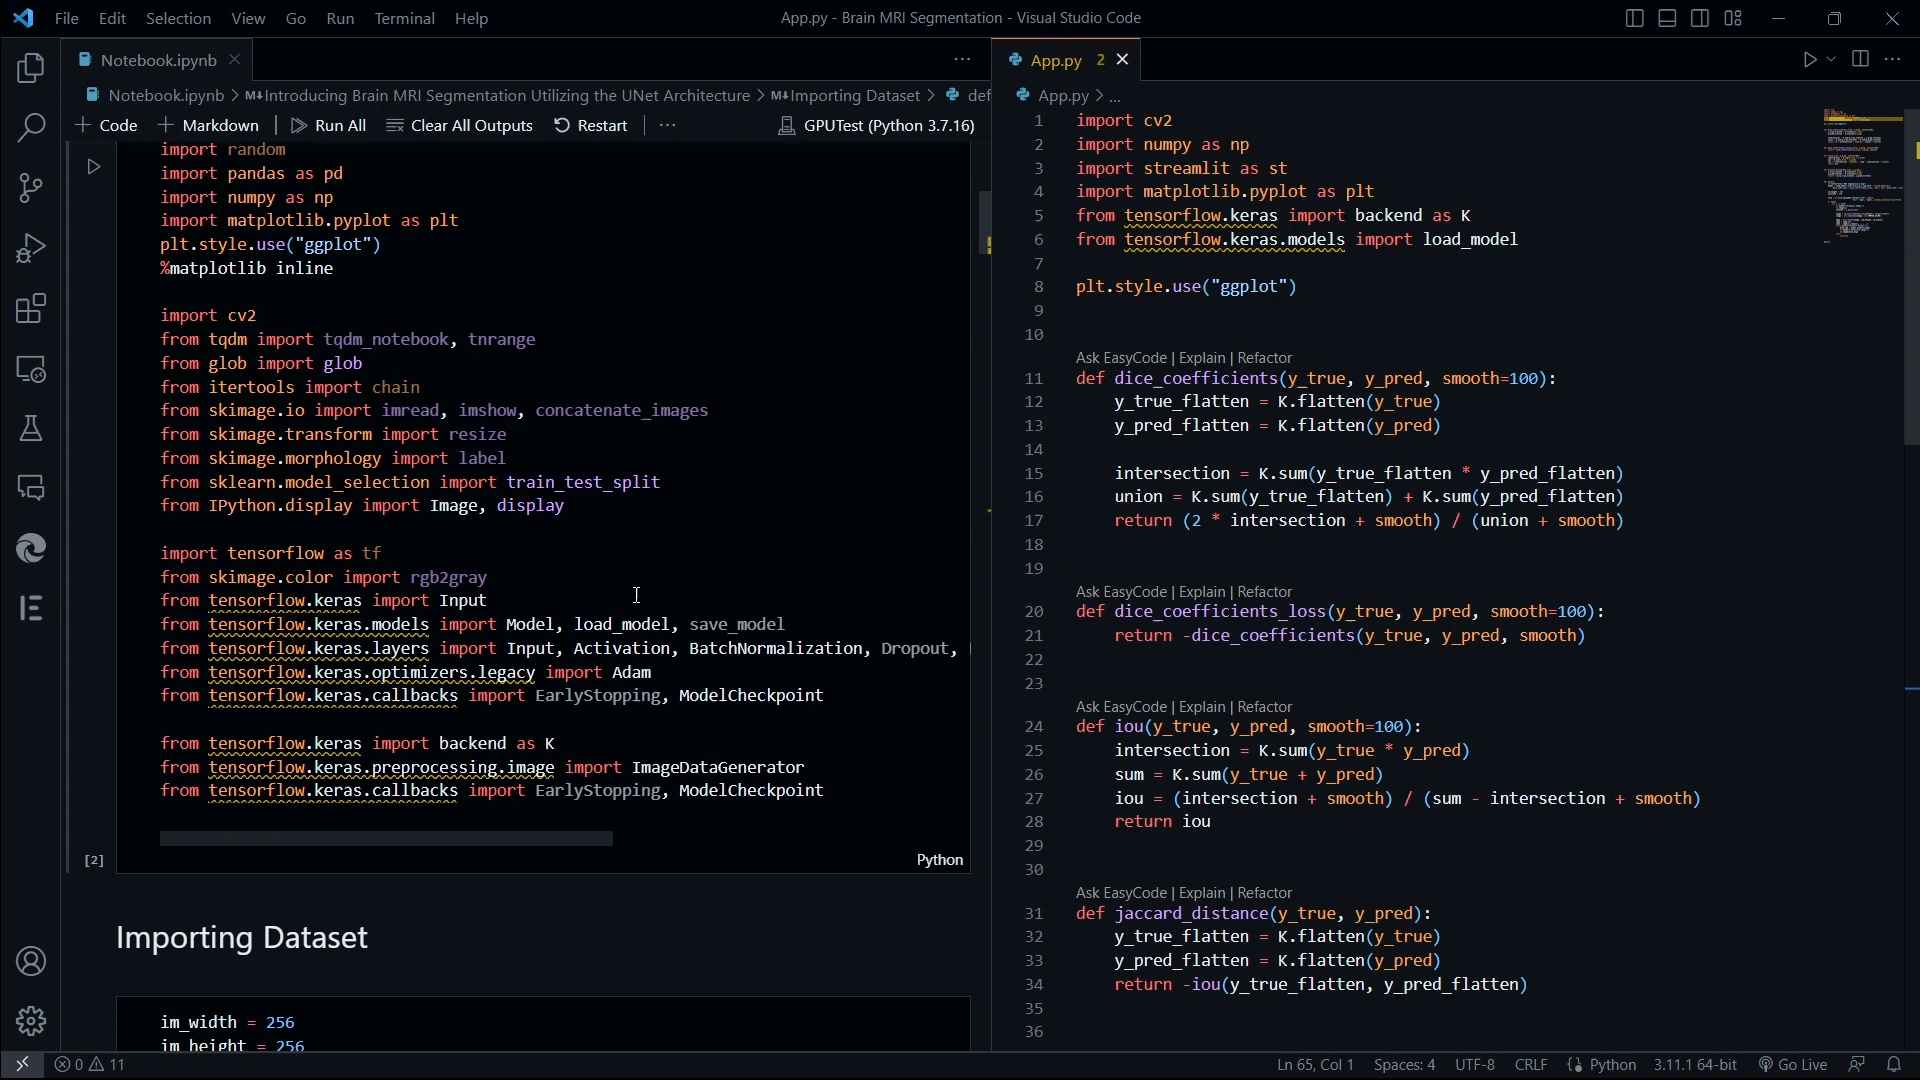 File Edit Selection View Go Run Terminal Help
App.py - Brain MRI Segmentation - Visual Studio Code
Notebook.ipynb
Notebook.ipynb > M↓Introducing Brain MRI Segmentation Utilizing the UNet Architecture > M↓Importing Dataset > def
+ Code + Markdown | Run All Clear All Outputs Restart | ... GPUTest (Python 3.7.16)
import random
import pandas as pd
import numpy as np
import matplotlib.pyplot as plt
plt.style.use("ggplot")
%matplotlib inline
import cv2
from tqdm import tqdm_notebook, tnrange
from glob import glob
from itertools import chain
from skimage.io import imread, imshow, concatenate_images
from skimage.transform import resize
from skimage.morphology import label
from sklearn.model_selection import train_test_split
from IPython.display import Image, display
import tensorflow as tf
from skimage.color import rgb2gray
from tensorflow.keras import Input
from tensorflow.keras.models import Model, load_model, save_model
from tensorflow.keras.layers import Input, Activation, BatchNormalization, Dropout,
from tensorflow.keras.optimizers.legacy import Adam
from tensorflow.keras.callbacks import EarlyStopping, ModelCheckpoint
from tensorflow.keras import backend as K
from tensorflow.keras.preprocessing.image import ImageDataGenerator
from tensorflow.keras.callbacks import EarlyStopping, ModelCheckpoint
[2]
Python
Importing Dataset
im_width = 256
im_height = 256
App.py 2
App.py > ...
1 import cv2
2 import numpy as np
3 import streamlit as st
4 import matplotlib.pyplot as plt
5 from tensorflow.keras import backend as K
6 from tensorflow.keras.models import load_model
7
8 plt.style.use("ggplot")
9
10
Ask EasyCode | Explain | Refactor
11 def dice_coefficients(y_true, y_pred, smooth=100):
12 y_true_flatten = K.flatten(y_true)
13 y_pred_flatten = K.flatten(y_pred)
14
15 intersection = K.sum(y_true_flatten * y_pred_flatten)
16 union = K.sum(y_true_flatten) + K.sum(y_pred_flatten)
17 return (2 * intersection + smooth) / (union + smooth)
18
19
Ask EasyCode | Explain | Refactor
20 def dice_coefficients_loss(y_true, y_pred, smooth=100):
21 return -dice_coefficients(y_true, y_pred, smooth)
22
23
Ask EasyCode | Explain | Refactor
24 def iou(y_true, y_pred, smooth=100):
25 intersection = K.sum(y_true * y_pred)
26 sum = K.sum(y_true + y_pred)
27 iou = (intersection + smooth) / (sum - intersection + smooth)
28 return iou
29
30
Ask EasyCode | Explain | Refactor
31 def jaccard_distance(y_true, y_pred):
32 y_true_flatten = K.flatten(y_true)
33 y_pred_flatten = K.flatten(y_pred)
34 return -iou(y_true_flatten, y_pred_flatten)
35
36
0 11 Ln 65, Col 1 Spaces: 4 UTF-8 CRLF Python 3.11.1 64-bit Go Live